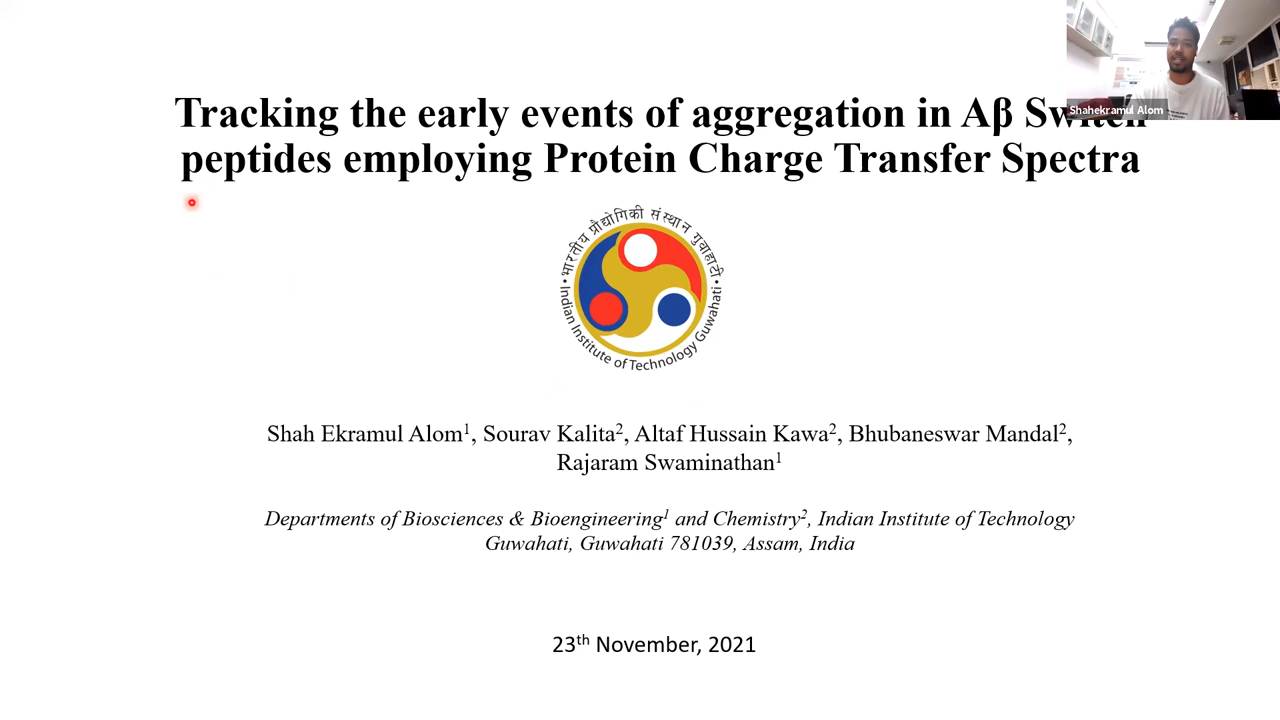 Tracking the early events of aggregation in Aβ Switch
peptides employing Protein Charge Transfer Spectra
Shahekramul Alom
भारतीय प्रौद्योगिकी संस्थान गुवाहाटी
Indian Institute of Technology Guwahati
Shah Ekramul Alom¹, Sourav Kalita², Altaf Hussain Kawa², Bhubaneswar Mandal²,
Rajaram Swaminathan¹
Departments of Biosciences & Bioengineering¹ and Chemistry², Indian Institute of Technology
Guwahati, Guwahati 781039, Assam, India
23ᵗʰ November, 2021